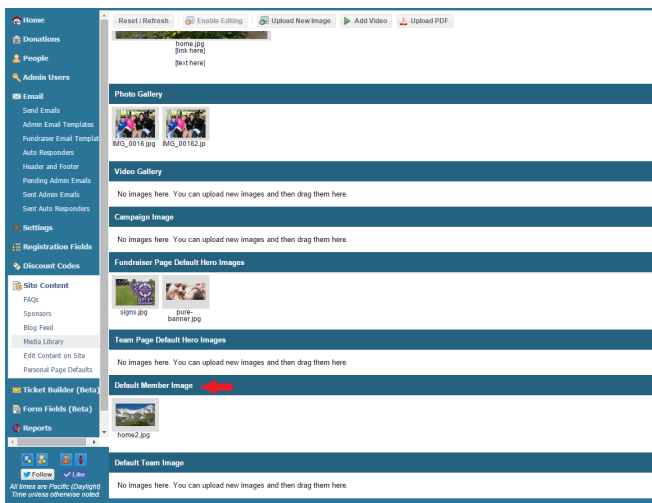 Home
Donations
People
Admin Users
Email
Send Emails
Admin Email Templates
Fundraiser Email Templat
Auto Responders
Header and Footer
Pending Admin Emails
Sent Admin Emails
Sent Auto Responders
Settings
Registration Fields
Discount Codes
Site Content
FAQs
Sponsors
Blog Feed
Media Library
Edit Content on Site
Personal Page Defaults
Ticket Builder (Beta)
Form Fields (Beta)
Reports
Follow
Like
All times are Pacific (Daylight)
Time unless otherwise noted.
Reset / Refresh
Enable Editing
Upload New Image
Add Video
Upload PDF
home.jpg
[link here]
[text here]
Photo Gallery
IMG_0016.jpg
IMG_00162.jp
Video Gallery
No images here. You can upload new images and then drag them here.
Campaign Image
No images here. You can upload new images and then drag them here.
Fundraiser Page Default Hero Images
signs.jpg
pure-
banner.jpg
Team Page Default Hero Images
No images here. You can upload new images and then drag them here.
Default Member Image
home2.jpg
Default Team Image
No images here. You can upload new images and then drag them here.